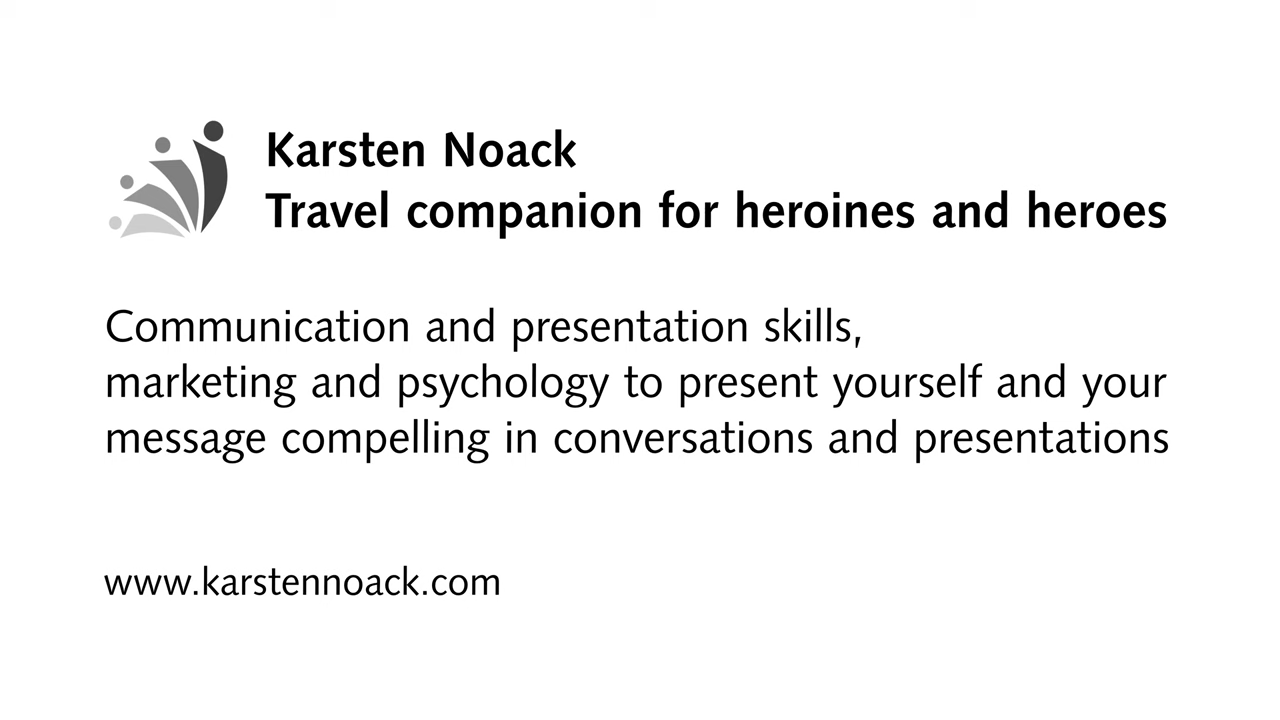 Karsten Noack
Travel companion for heroines and heroes
Communication and presentation skills,
marketing and psychology to present yourself and your
message compelling in conversations and presentations
www.karstennoack.com